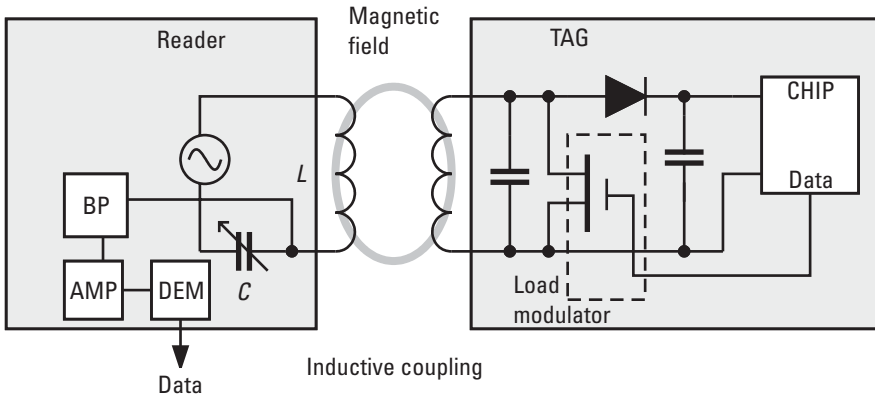 Reader
Magnetic
field
TAG
CHIP
Data
L
BP
AMP
DEM
C
Load
modulator
Data
Inductive coupling